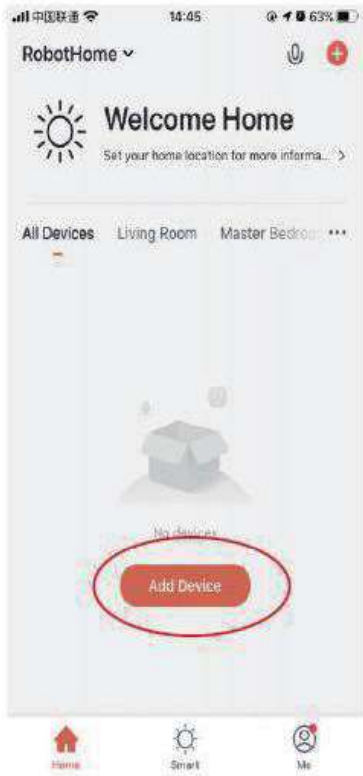 中国联通
14:45
63%
RobotHome
Welcome Home
Set your home location for more informa... >
All Devices Living Room Master Bedroo ...
No devices
Add Device
Home Smart Me